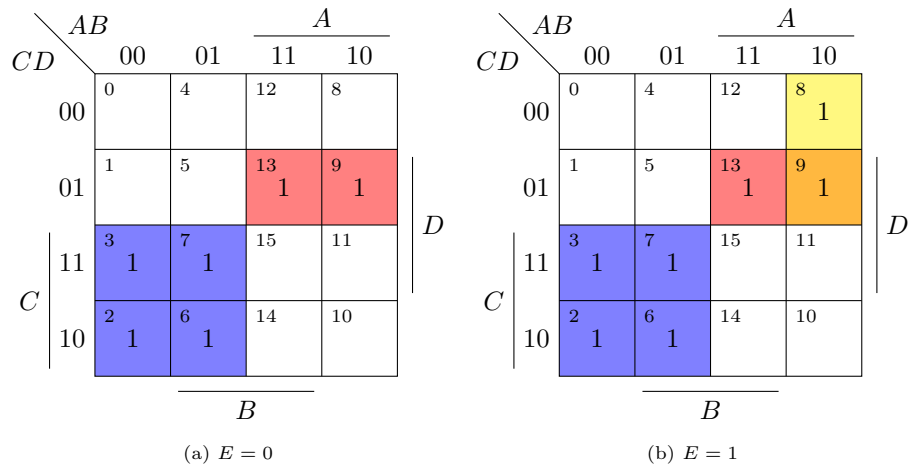 AB A AB A
CD 00 01 11 10 CD 00 01 11 10
00 0 4 12 8 00 0 4 12 8 1
01 1 5 13 1 9 1 D 01 1 5 13 1 9 1 D
C 11 3 1 7 1 15 11 C 11 3 1 7 1 15 11
10 2 1 6 1 14 10 10 2 1 6 1 14 10
B B
(a) E = 0 (b) E = 1